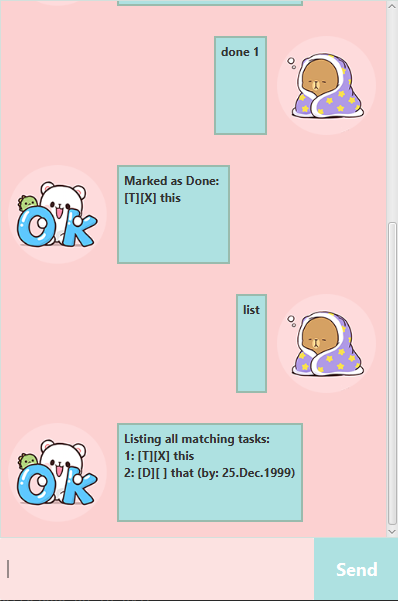 done 1
Marked as Done:
[T][X] this
OK
list
Listing all matching tasks:
1: [T][X] this
2: [D][ ] that (by: 25.Dec.1999)
OK
Send